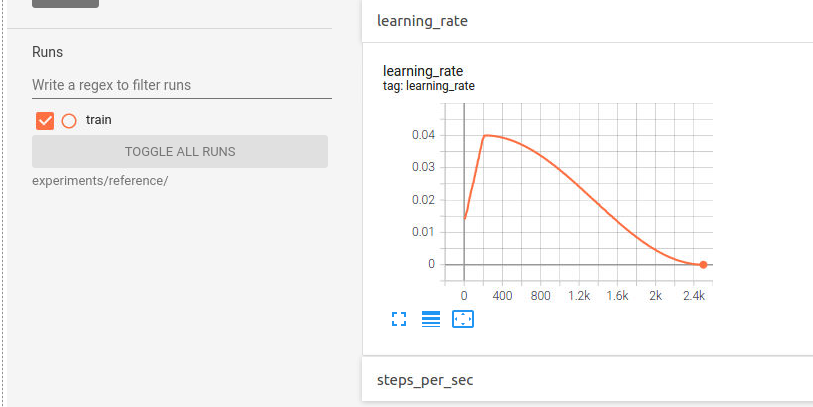 Runs
Write a regex to filter runs
train
TOGGLE ALL RUNS
experiments/reference/
learning_rate
learning_rate
tag: learning_rate
0.04
0.03
0.02
0.01
0
0 400 800 1.2k 1.6k 2k 2.4k
steps_per_sec